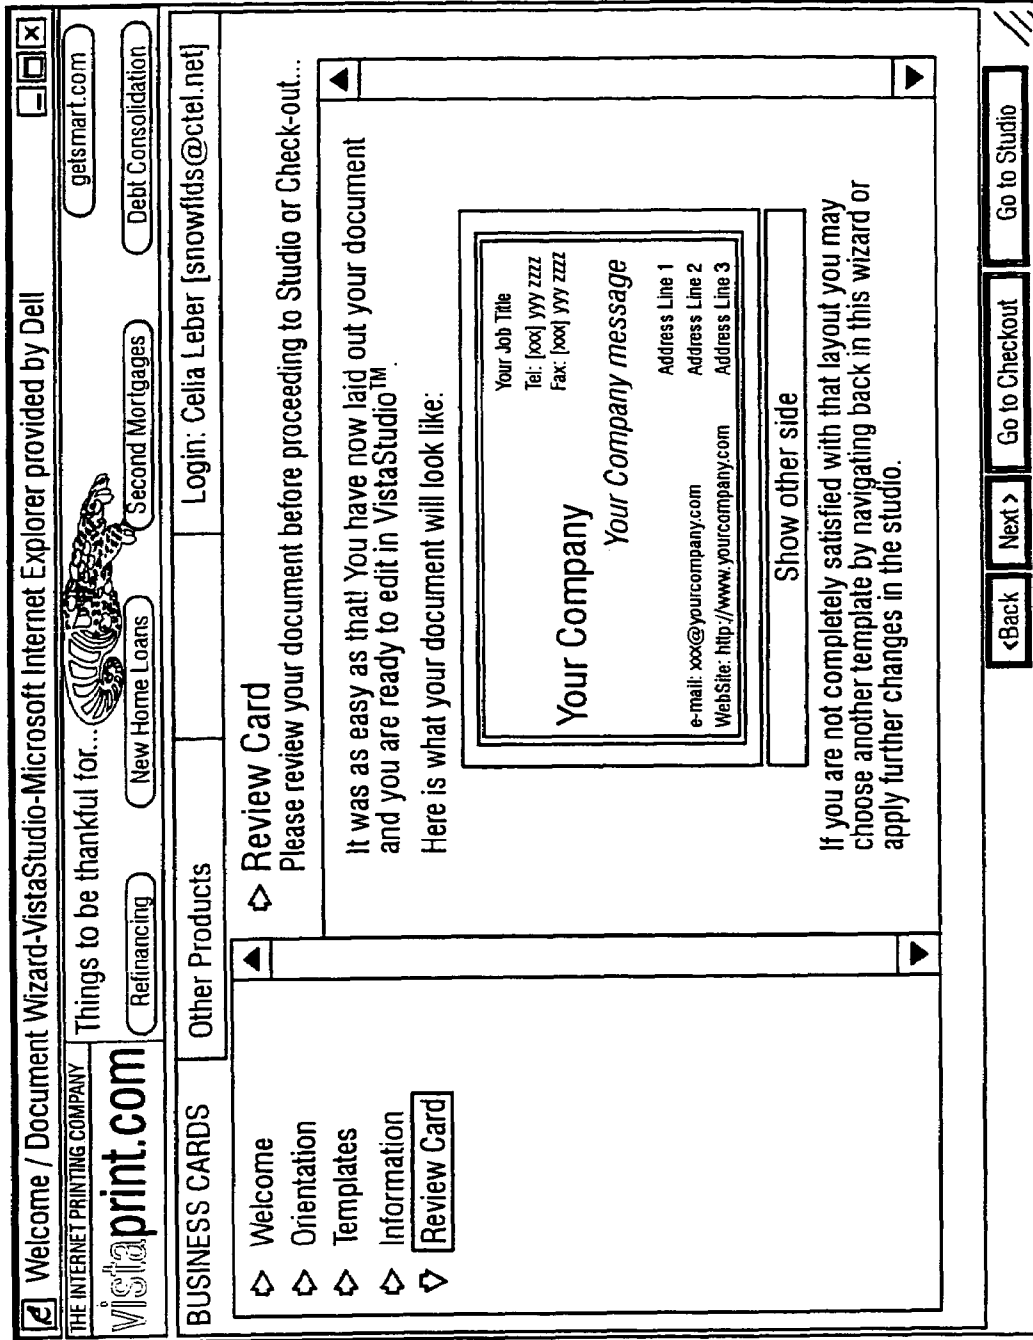 Welcome / Document Wizard-VistaStudio-Microsoft Internet Explorer provided by Dell
THE INTERNET PRINTING COMPANY
vistaprint.com
Things to be thankful for...
getsmart.com
Refinancing
New Home Loans
Second Mortgages
Debt Consolidation
BUSINESS CARDS
Other Products
Login: Celia Leber [snowflds@ctel.net]
Welcome
Orientation
Templates
Information
Review Card
Review Card
Please review your document before proceeding to Studio or Check-out...
It was as easy as that! You have now laid out your document
and you are ready to edit in VistaStudio™.
Here is what your document will look like:
Your Job Title
Tel: [xxx] yyy zzzz
Fax: [xxx] yyy zzzz
Your Company
Your Company message
Address Line 1
e-mail: xxx@yourcompany.com Address Line 2
WebSite: http://www.yourcompany.com Address Line 3
Show other side
If you are not completely satisfied with that layout you may
choose another template by navigating back in this wizard or
apply further changes in the studio.
<Back
Next >
Go to Checkout
Go to Studio